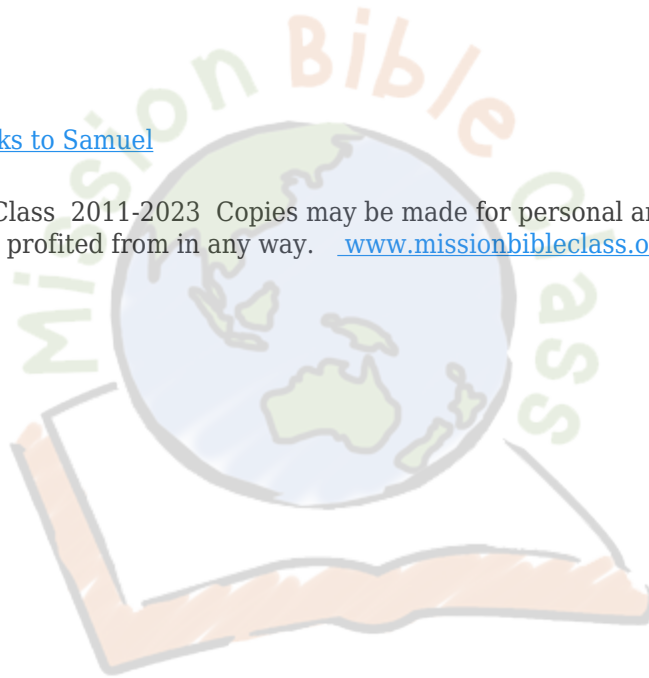 Mission Bible Class
ks to Samuel
Class 2011-2023 Copies may be made for personal an
profited from in any way. www.missionbibleclass.o